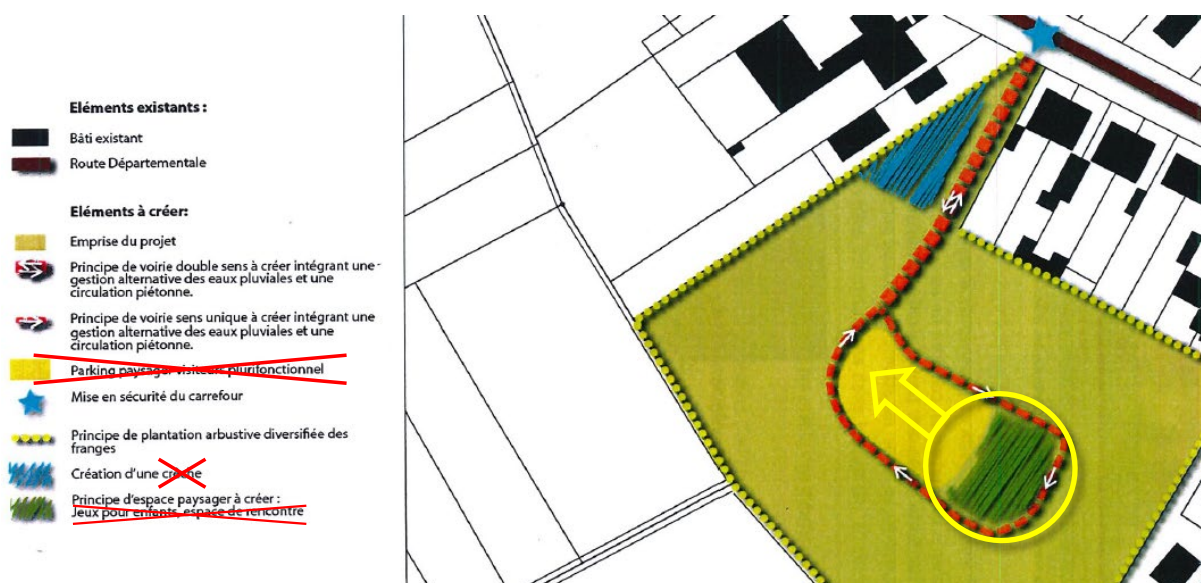 Eléments existants :
Bâti existant
Route Départementale
Eléments à créer:
Emprise du projet
Principe de voirie double sens à créer intégrant une
gestion alternative des eaux pluviales et une
circulation piétonne.
Principe de voirie sens unique à créer intégrant une
gestion alternative des eaux pluviales et une
circulation piétonne.
Parking paysager visiteurs plurifonctionnel
Mise en sécurité du carrefour
Principe de plantation arbustive diversifiée des
franges
Création d'une crèche
Principe d'espace paysager à créer :
Jeux pour enfants, espace de rencontre